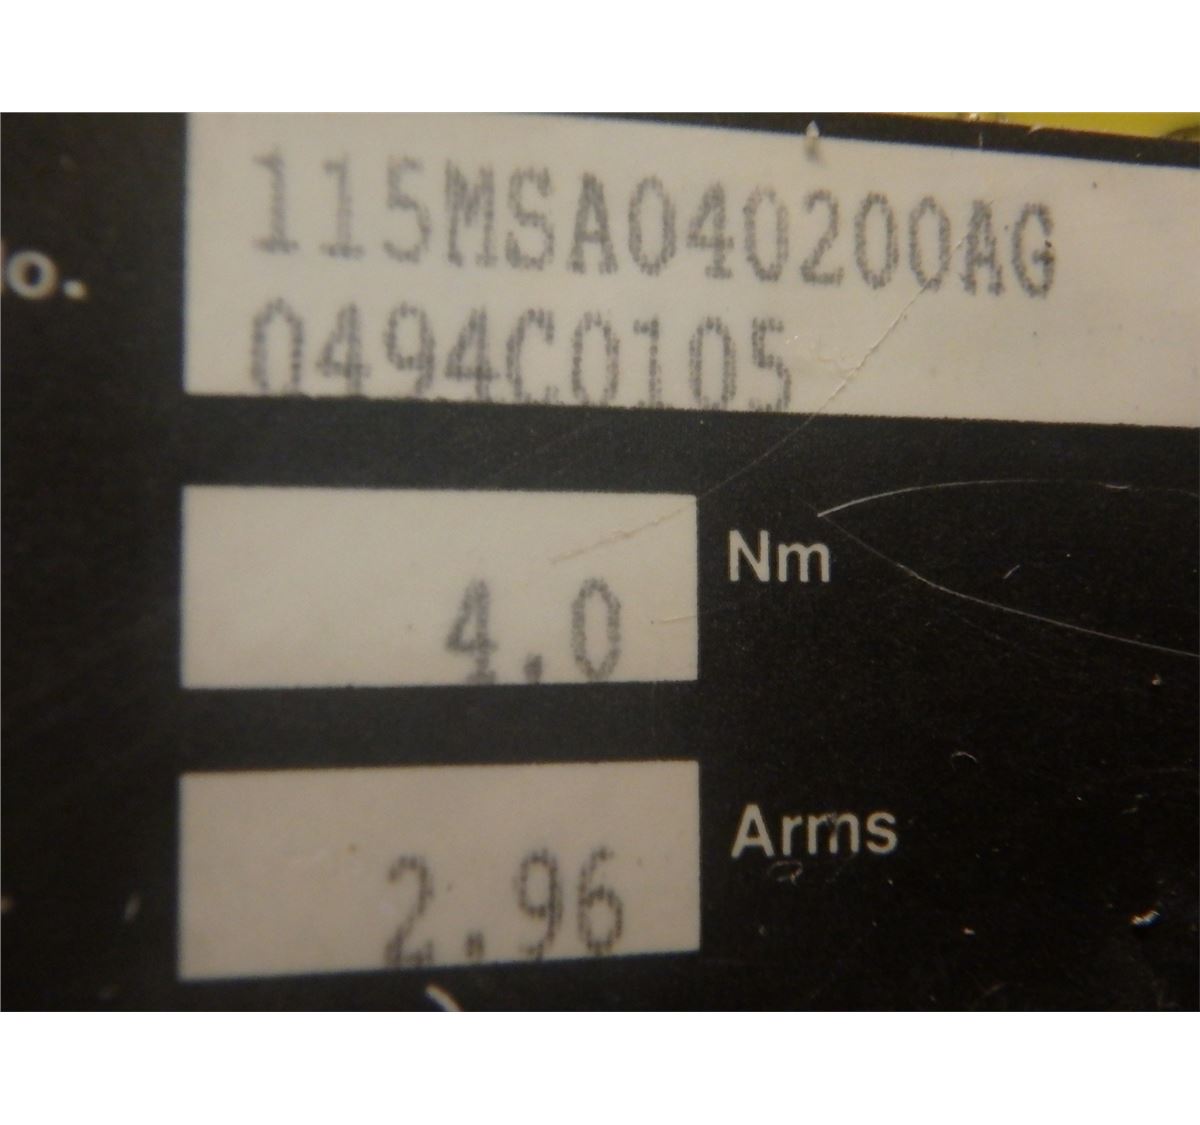 115MSA040200AG
o.
0494C0105
4.0 Nm
2.96 Arms